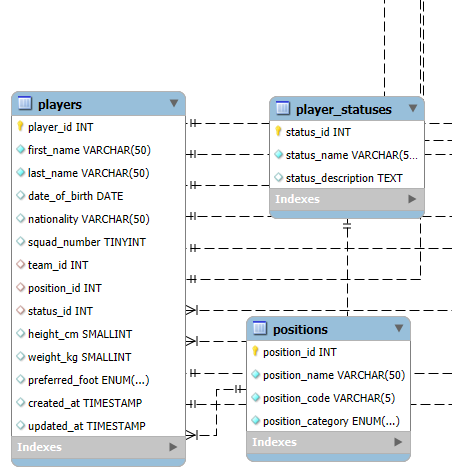 players
player_id INT
first_name VARCHAR(50)
last_name VARCHAR(50)
date_of_birth DATE
nationality VARCHAR(50)
squad_number TINYINT
team_id INT
position_id INT
status_id INT
height_cm SMALLINT
weight_kg SMALLINT
preferred_foot ENUM(...)
created_at TIMESTAMP
updated_at TIMESTAMP
Indexes
player_statuses
status_id INT
status_name VARCHAR(5...
status_description TEXT
Indexes
positions
position_id INT
position_name VARCHAR(50)
position_code VARCHAR(5)
position_category ENUM(...)
Indexes